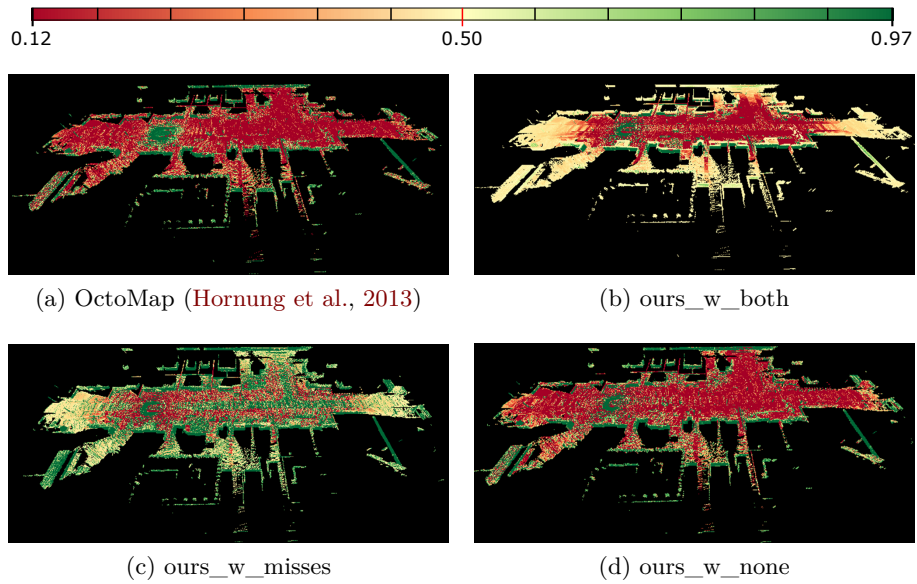 0.12 0.50 0.97
(a) OctoMap (Hornung et al., 2013) (b) ours_w_both
(c) ours_w_misses (d) ours_w_none